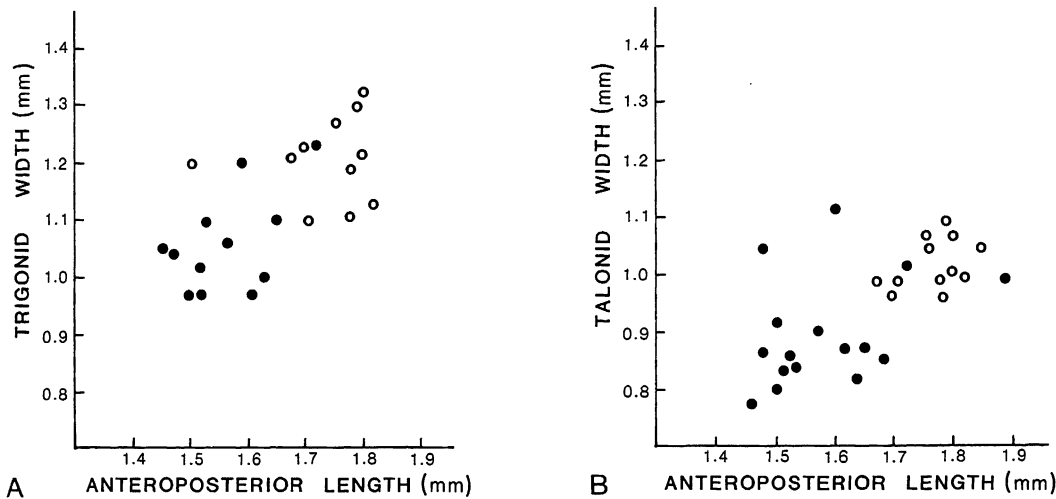 TRIGONID WIDTH (mm)
1.4
1.3
1.2
1.1
1.0
0.9
0.8
1.4 1.5 1.6 1.7 1.8 1.9
A ANTEROPOSTERIOR LENGTH (mm)
TALONID WIDTH (mm)
1.4
1.3
1.2
1.1
1.0
0.9
0.8
1.4 1.5 1.6 1.7 1.8 1.9
B ANTEROPOSTERIOR LENGTH (mm)